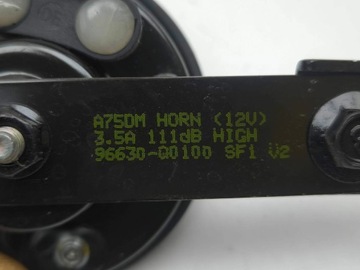 A75DM HORN (12V)
3.5A 111dB HIGH
96630-Q0100 SF1 V2